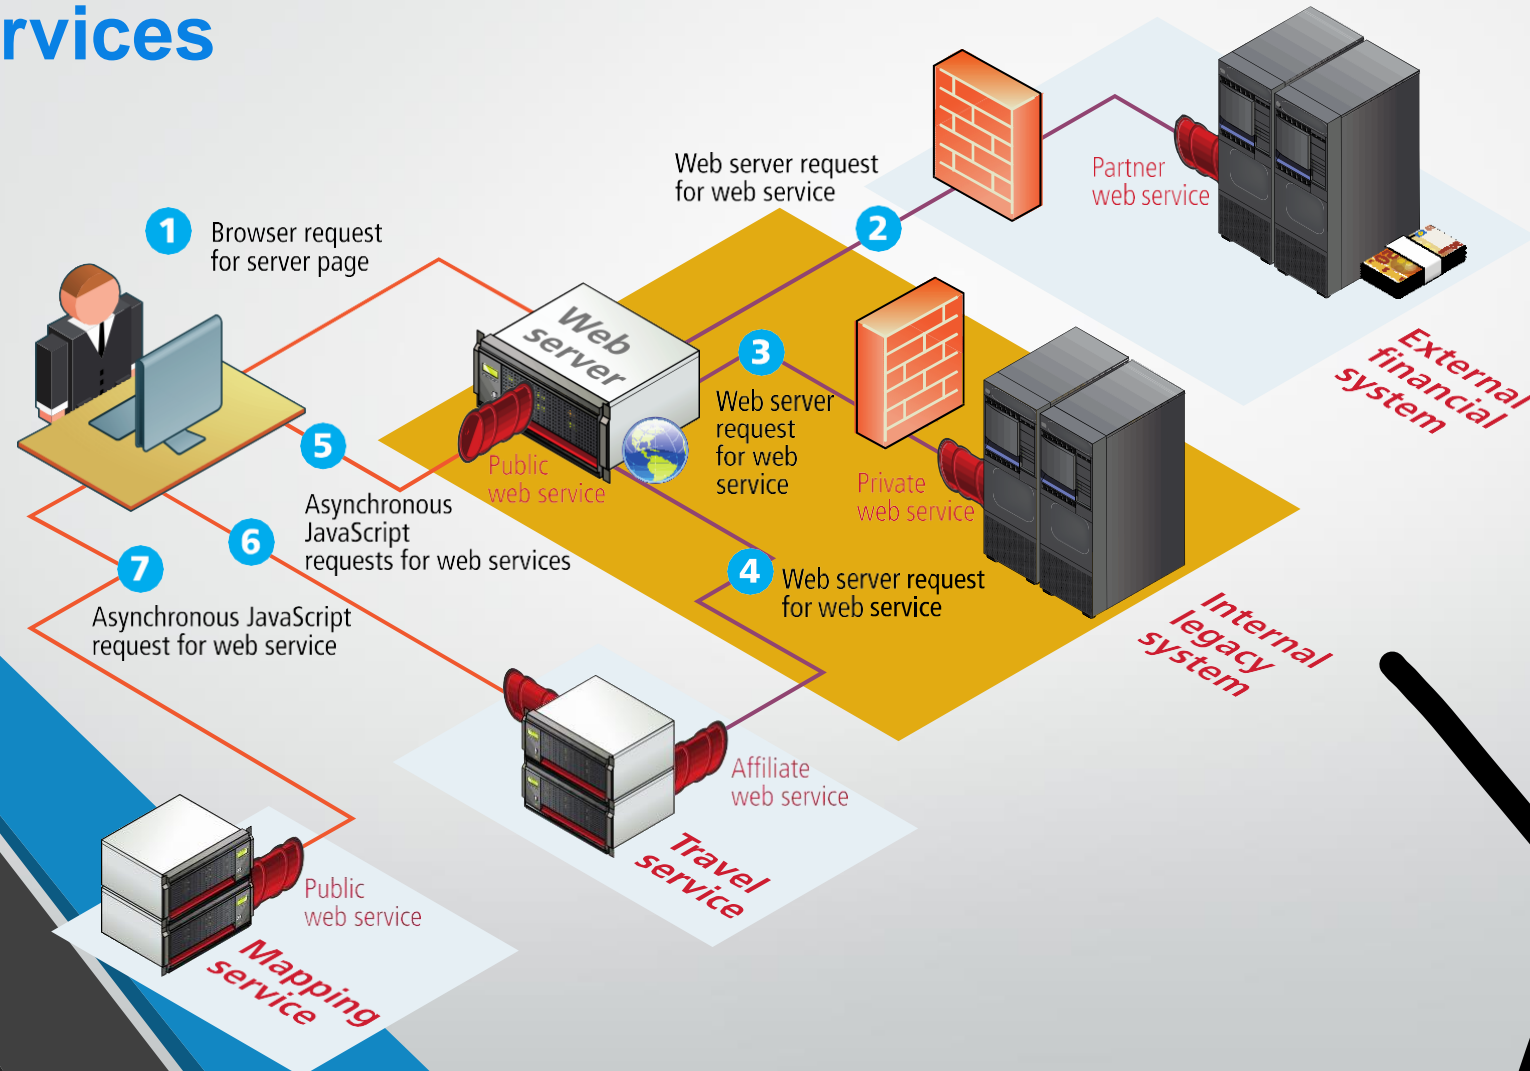 rvices
1
Browser request
for server page
Web server request
for web service
2
Partner
web service
External
financial
system
Web
server
3
Web server
request
for web
service
Public
web service
Private
web service
Internal
legacy
system
5
Asynchronous
JavaScript
requests for web services
6
4
Web server request
for web service
7
Asynchronous JavaScript
request for web service
Affiliate
web service
Travel
service
Public
web service
Mapping
service